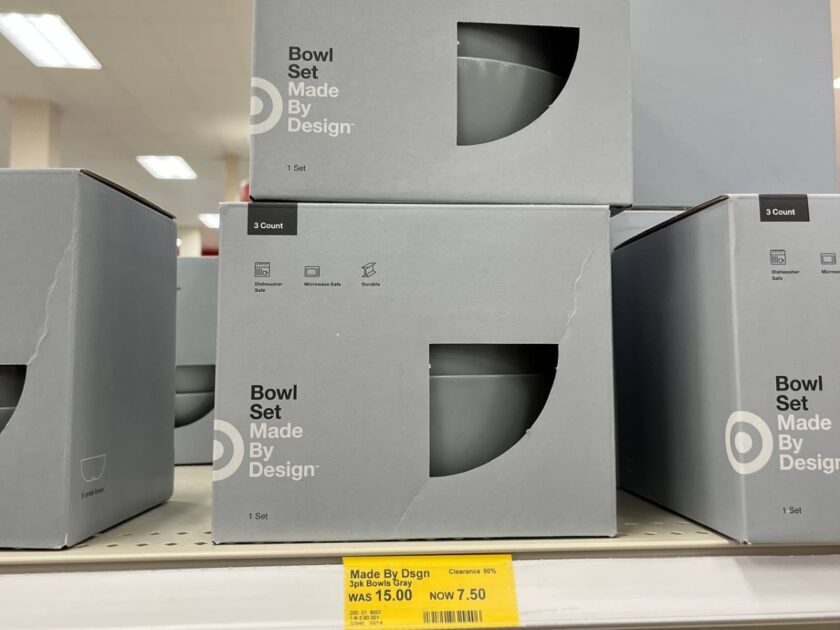 Bowl
Set
Made
By
Design™
1 Set
3 Count
Dishwasher
Safe
Microwave Safe
Durable
Bowl
Set
Made
By
Design™
1 Set
3 Count
Dishwasher
Safe
Bowl
Set
Made
By
Design
1 Set
Made By Dsgn
Clearance 50%
3pk Bowls Gray
WAS 15.00 NOW 7.50